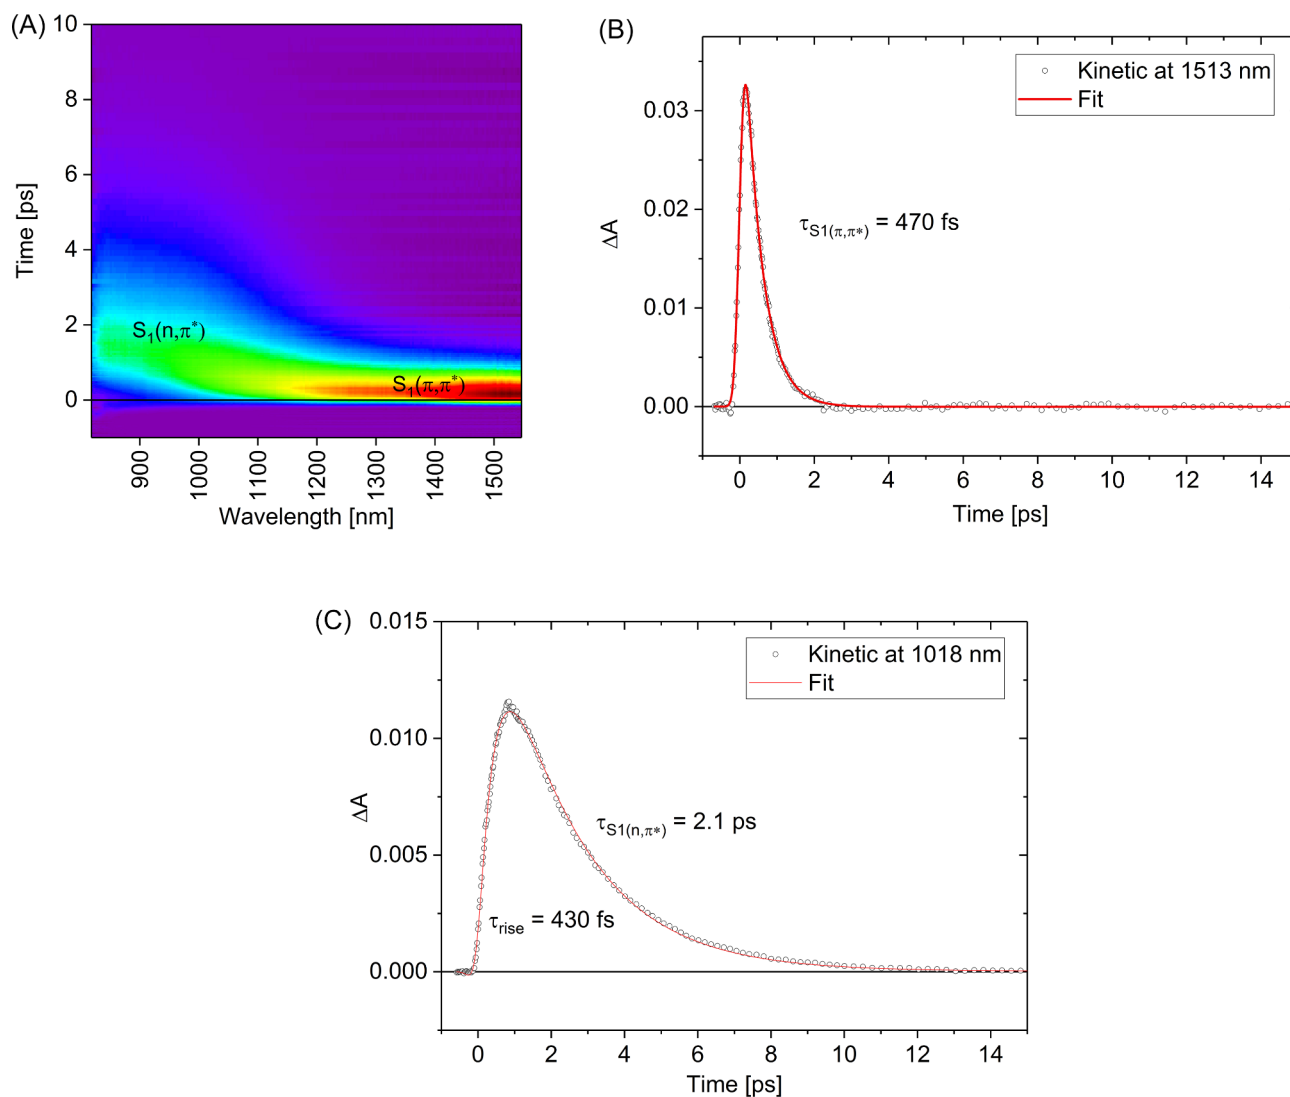 (A)
10
8
6
4
2
0
Time [ps]
S1(n,π*)
S1(π,π*)
900
1000
1100
1200
1300
1400
1500
Wavelength [nm]
(B)
0.03
0.02
0.01
0.00
ΔA
Kinetic at 1513 nm
Fit
τS1(π,π*) = 470 fs
0 2 4 6 8 10 12 14
Time [ps]
(C)
0.015
0.010
0.005
0.000
ΔA
Kinetic at 1018 nm
Fit
τS1(n,π*) = 2.1 ps
τrise = 430 fs
0 2 4 6 8 10 12 14
Time [ps]